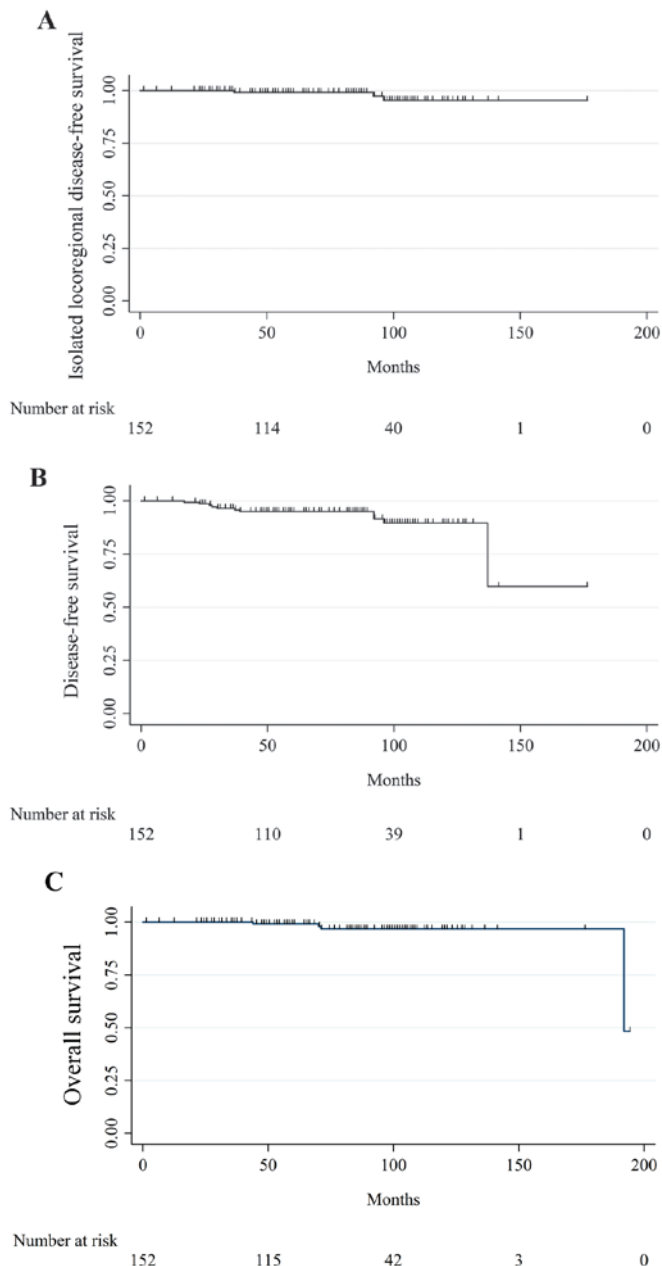 A
Isolated locoregional disease-free survival
1.00
0.75
0.50
0.25
0.00
0 50 100 150 200
Months
Number at risk
152 114 40 1 0
B
Disease-free survival
1.00
0.75
0.50
0.25
0.00
0 50 100 150 200
Months
Number at risk
152 110 39 1 0
C
Overall survival
1.00
0.75
0.50
0.25
0.00
0 50 100 150 200
Months
Number at risk
152 115 42 3 0